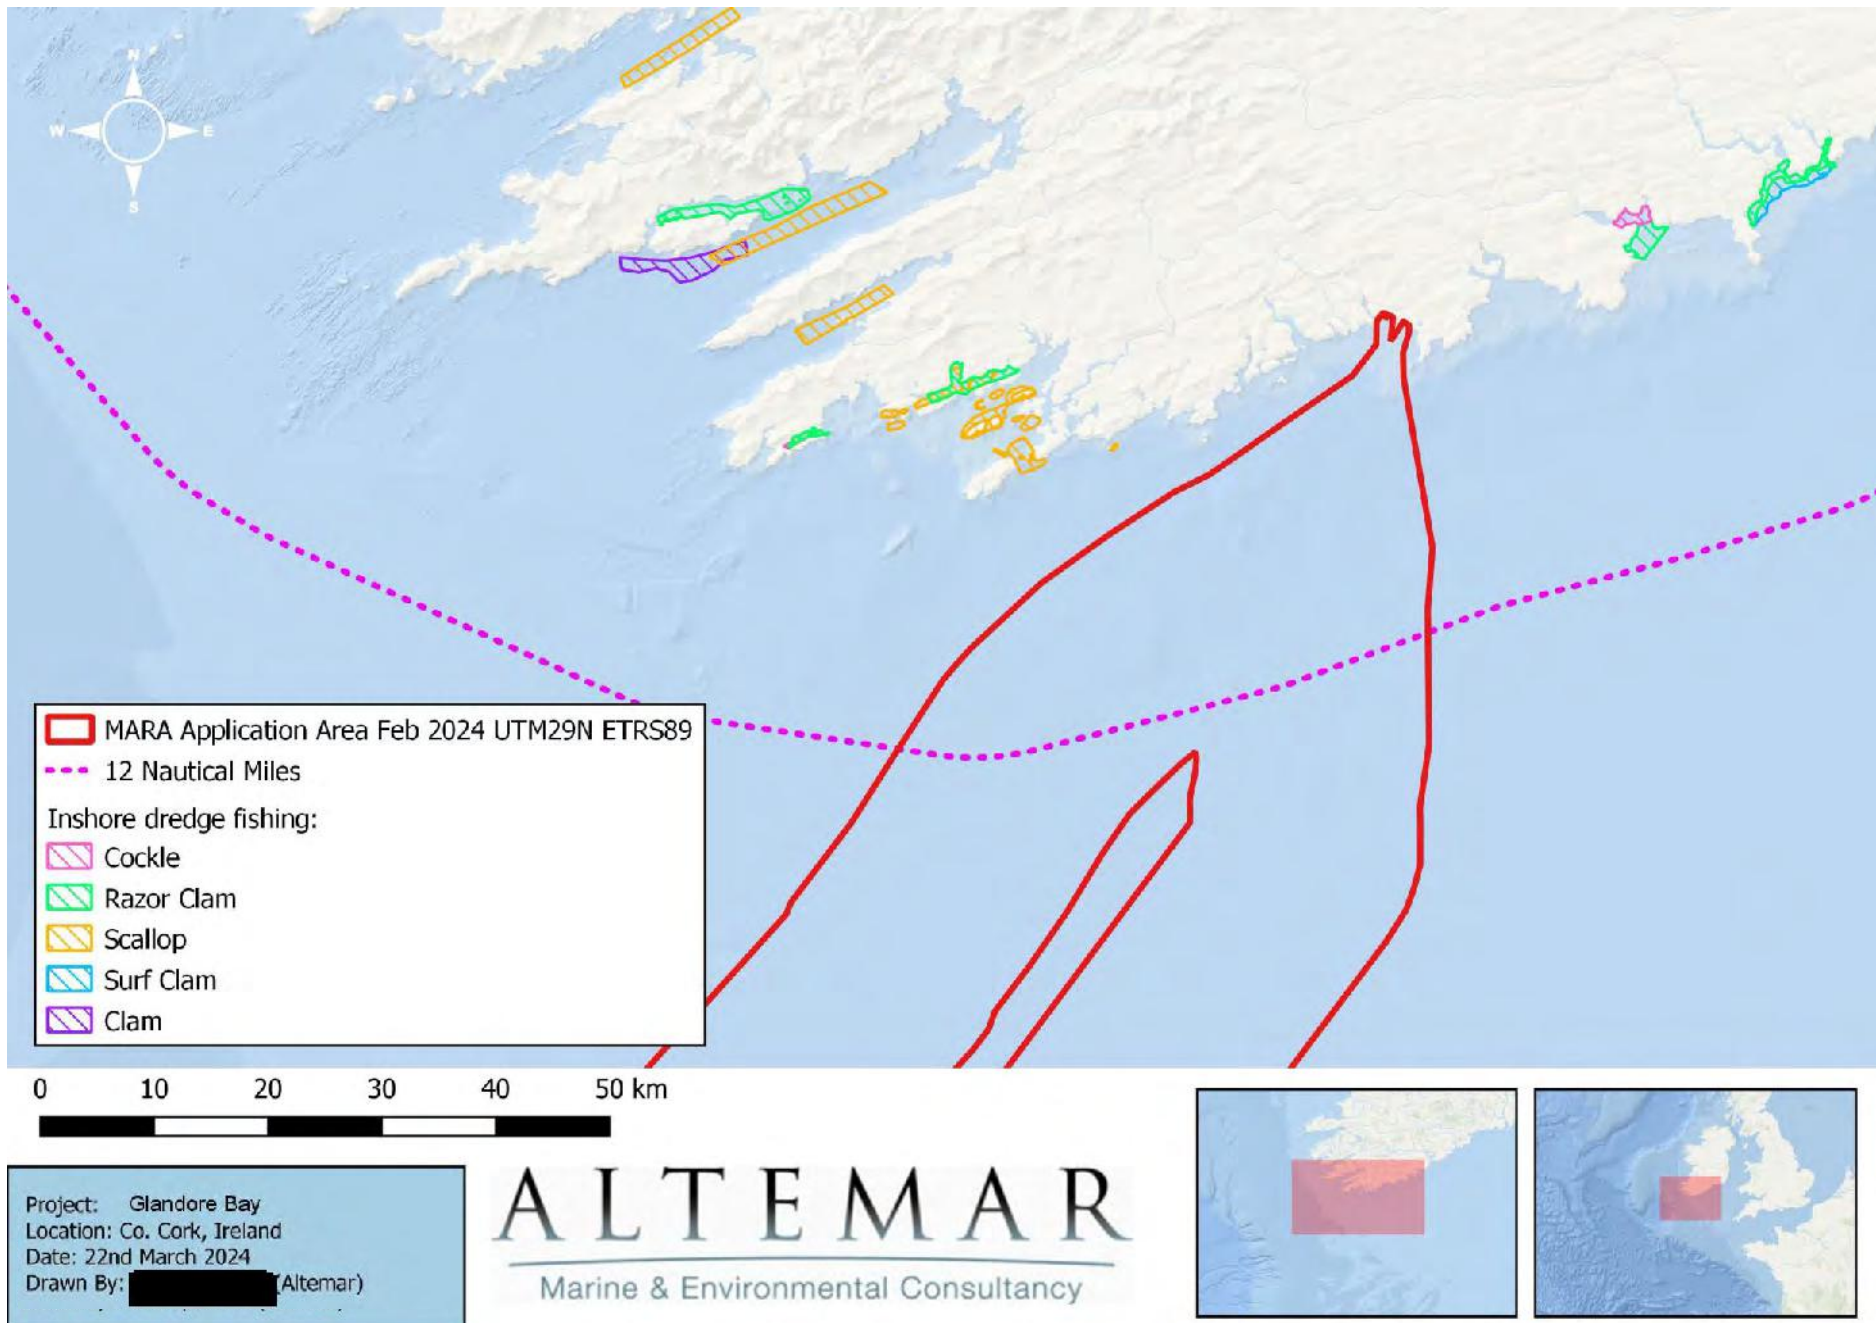 N
W
E
S
MARA Application Area Feb 2024 UTM29N ETRS89
12 Nautical Miles
Inshore dredge fishing:
Cockle
Razor Clam
Scallop
Surf Clam
Clam
0 10 20 30 40 50 km
Project: Glandore Bay
Location: Co. Cork, Ireland
Date: 22nd March 2024
Drawn By: (Altemar)
ALTEMAR
Marine & Environmental Consultancy